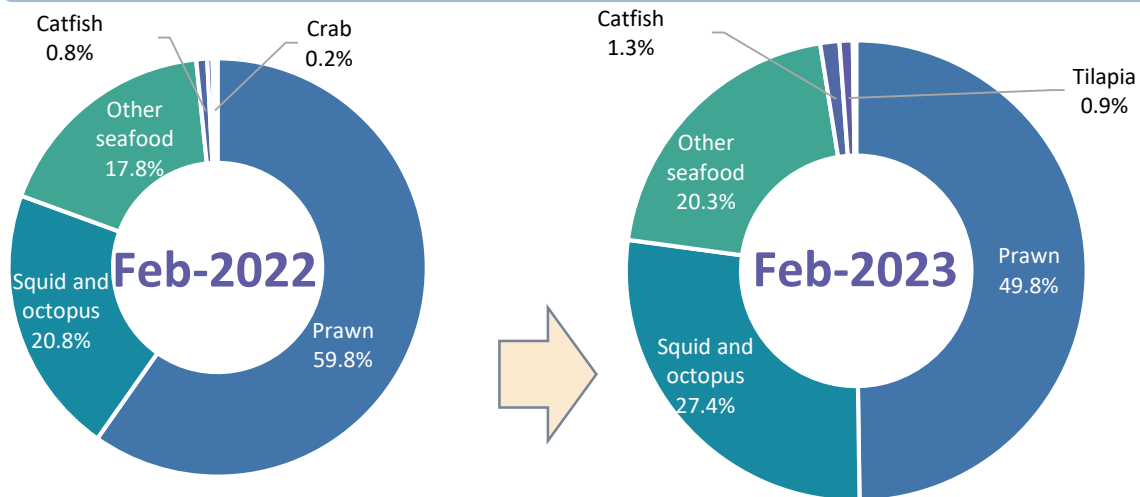 Catfish
0.8%
Crab
0.2%
Other
seafood
17.8%
Squid and
octopus
20.8%
Feb-2022
Prawn
59.8%
Catfish
1.3%
Tilapia
0.9%
Other
seafood
20.3%
Feb-2023
Prawn
49.8%
Squid and
octopus
27.4%